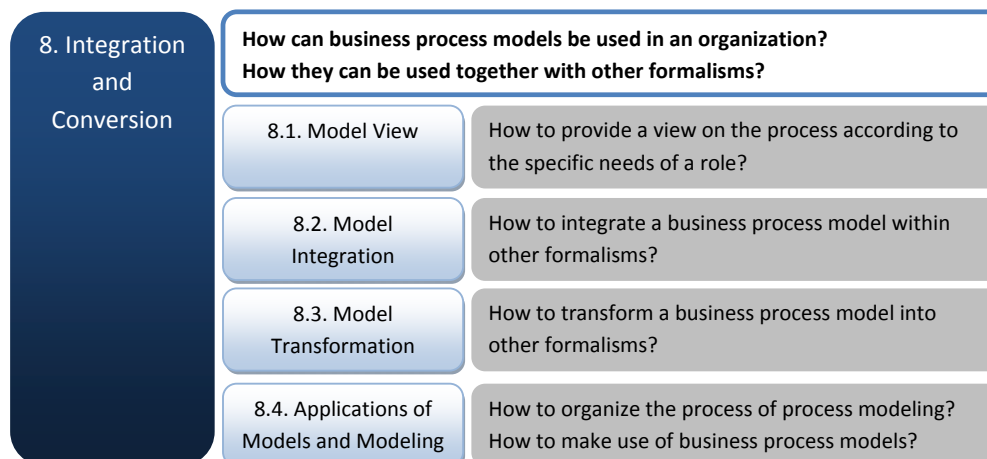 8. Integration
and
Conversion
How can business process models be used in an organization?
How they can be used together with other formalisms?
8.1. Model View
How to provide a view on the process according to
the specific needs of a role?
8.2. Model
Integration
How to integrate a business process model within
other formalisms?
8.3. Model
Transformation
How to transform a business process model into
other formalisms?
8.4. Applications of
Models and Modeling
How to organize the process of process modeling?
How to make use of business process models?